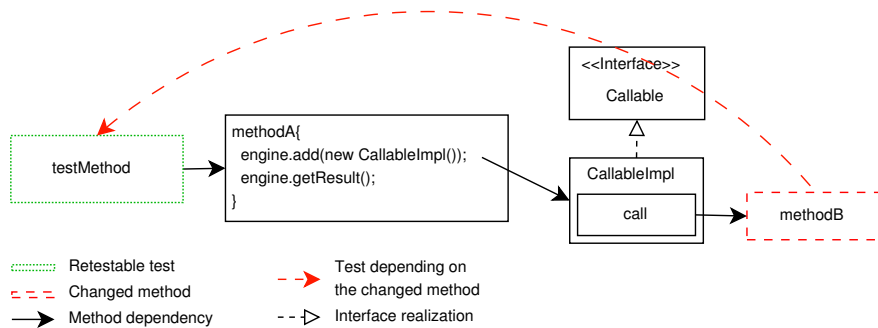 <<Interface>>
Callable
testMethod
methodA{
engine.add(new CallableImpl());
engine.getResult();
}
CallableImpl
call
methodB
Retestable test
Changed method
Method dependency
Test depending on
the changed method
Interface realization